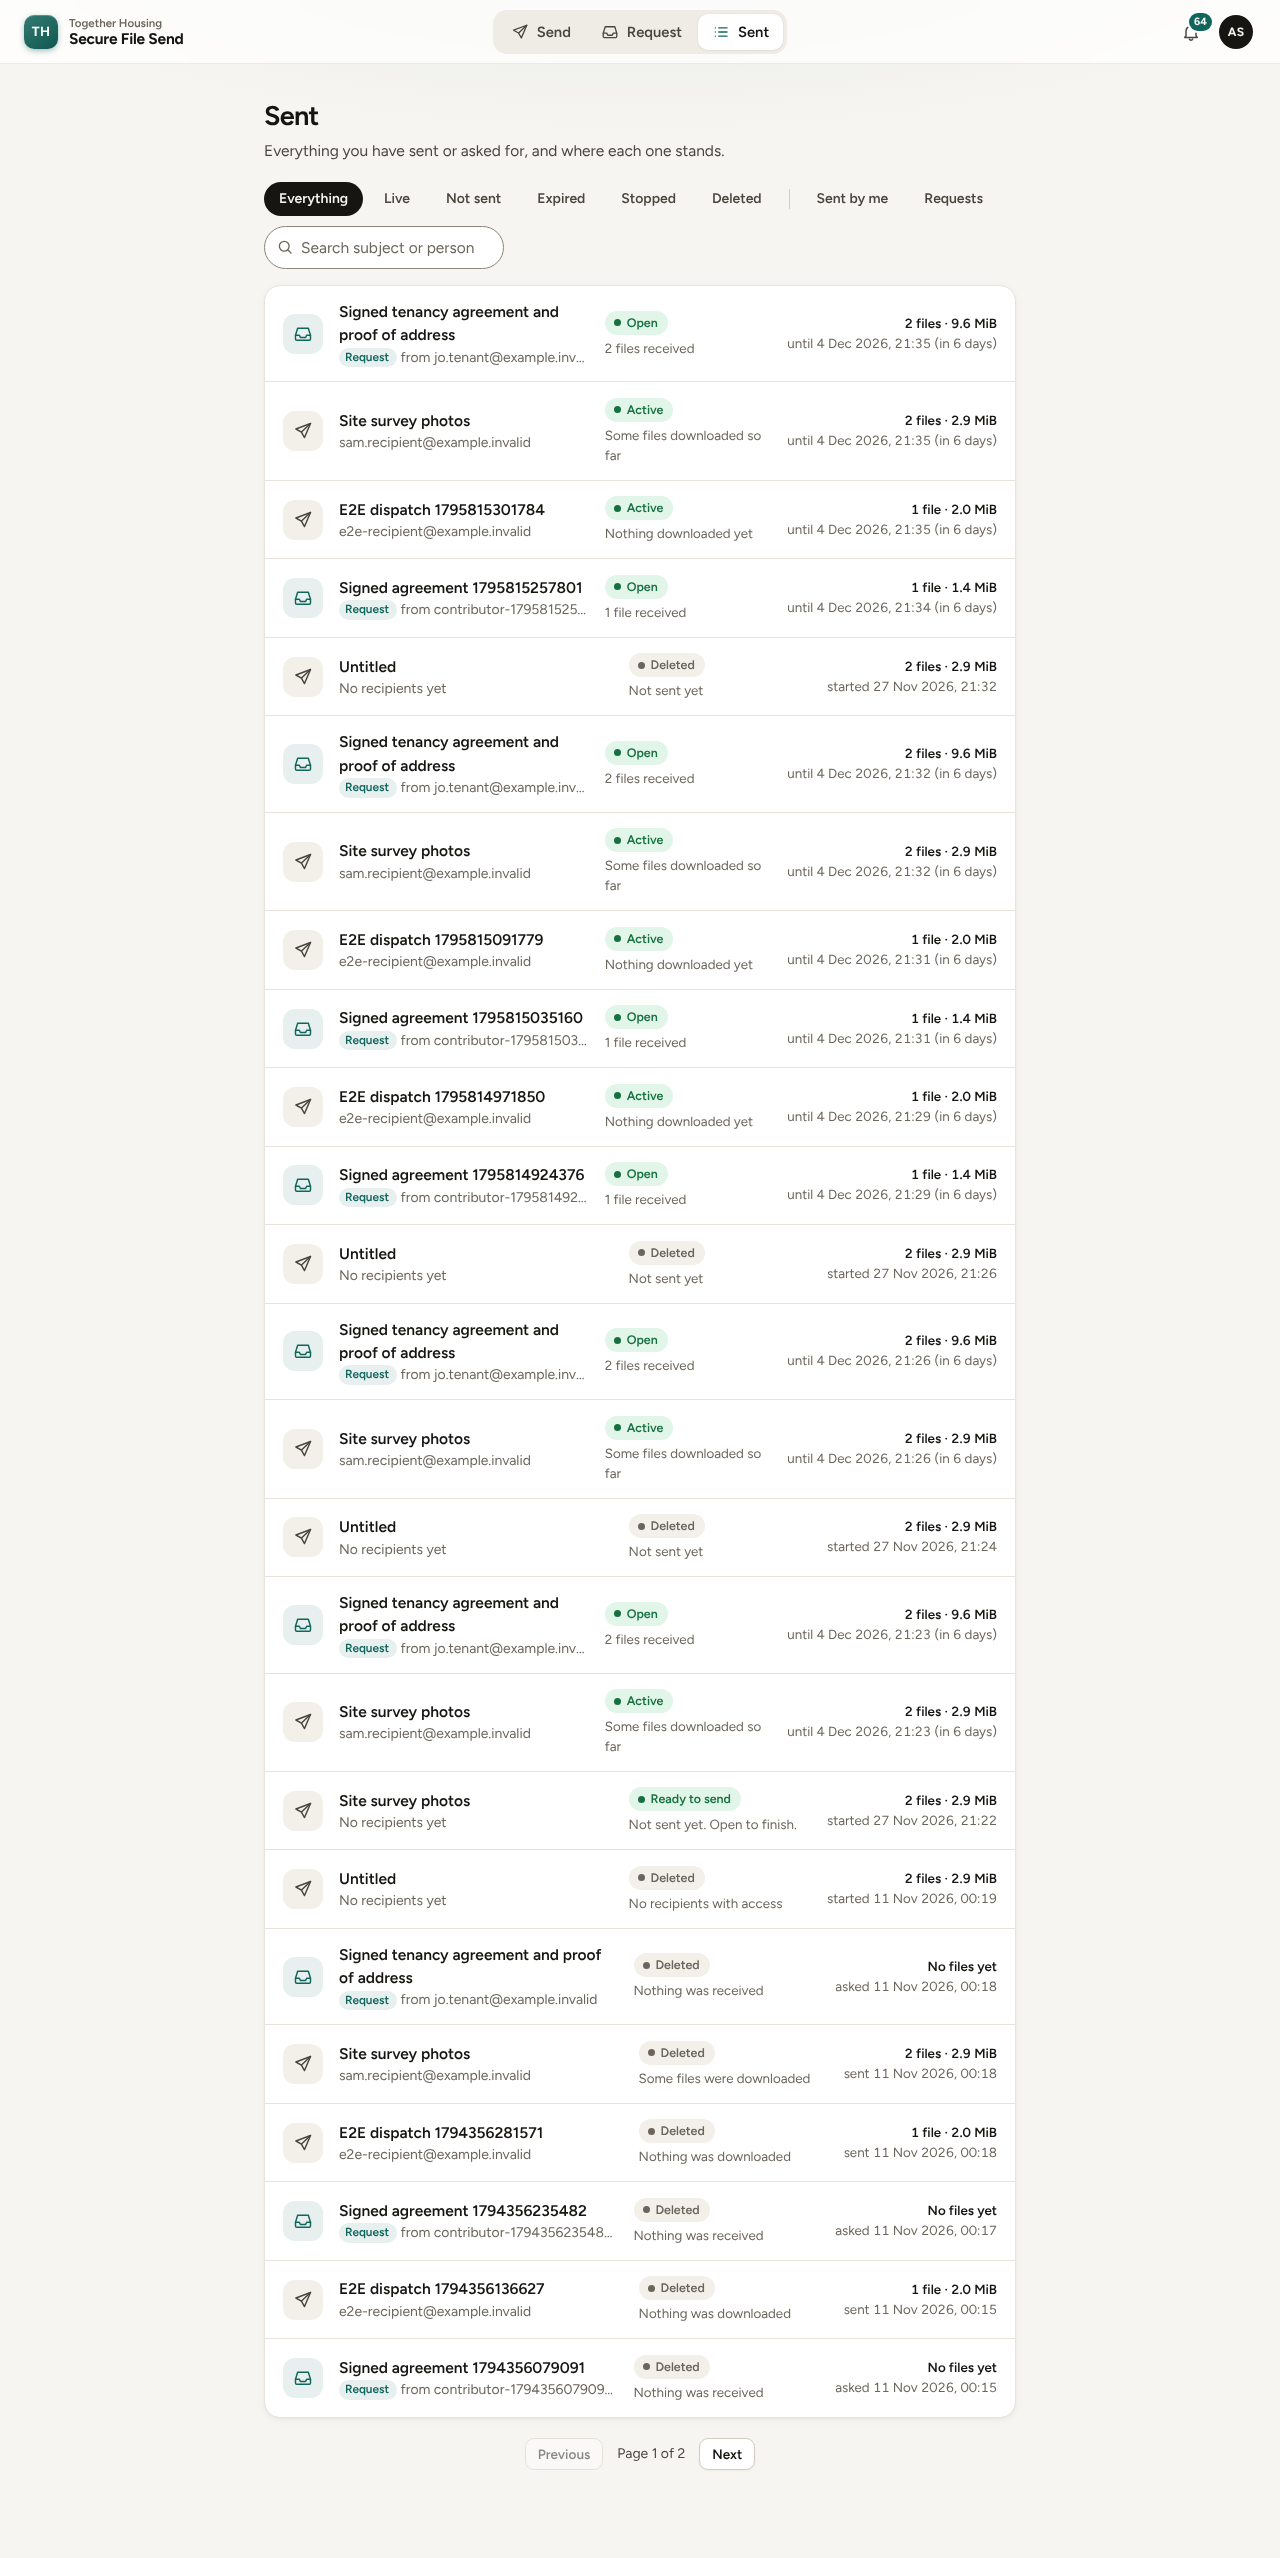 TH
Together Housing
Secure File Send
Send
Request
Sent
64
AS
Sent
Everything you have sent or asked for, and where each one stands.
Everything
Live
Not sent
Expired
Stopped
Deleted
Sent by me
Requests
Search subject or person
Signed tenancy agreement and
proof of address
Request from jo.tenant@example.inv...
Open
2 files received
2 files · 9.6 MiB
until 4 Dec 2026, 21:35 (in 6 days)
Site survey photos
sam.recipient@example.invalid
Active
Some files downloaded so
far
2 files · 2.9 MiB
until 4 Dec 2026, 21:35 (in 6 days)
E2E dispatch 1795815301784
e2e-recipient@example.invalid
Active
Nothing downloaded yet
1 file · 2.0 MiB
until 4 Dec 2026, 21:35 (in 6 days)
Signed agreement 1795815257801
Request from contributor-179581525...
Open
1 file received
1 file · 1.4 MiB
until 4 Dec 2026, 21:34 (in 6 days)
Untitled
No recipients yet
Deleted
Not sent yet
2 files · 2.9 MiB
started 27 Nov 2026, 21:32
Signed tenancy agreement and
proof of address
Request from jo.tenant@example.inv...
Open
2 files received
2 files · 9.6 MiB
until 4 Dec 2026, 21:32 (in 6 days)
Site survey photos
sam.recipient@example.invalid
Active
Some files downloaded so
far
2 files · 2.9 MiB
until 4 Dec 2026, 21:32 (in 6 days)
E2E dispatch 1795815091779
e2e-recipient@example.invalid
Active
Nothing downloaded yet
1 file · 2.0 MiB
until 4 Dec 2026, 21:31 (in 6 days)
Signed agreement 1795815035160
Request from contributor-179581503...
Open
1 file received
1 file · 1.4 MiB
until 4 Dec 2026, 21:31 (in 6 days)
E2E dispatch 1795814971850
e2e-recipient@example.invalid
Active
Nothing downloaded yet
1 file · 2.0 MiB
until 4 Dec 2026, 21:29 (in 6 days)
Signed agreement 1795814924376
Request from contributor-179581492...
Open
1 file received
1 file · 1.4 MiB
until 4 Dec 2026, 21:29 (in 6 days)
Untitled
No recipients yet
Deleted
Not sent yet
2 files · 2.9 MiB
started 27 Nov 2026, 21:26
Signed tenancy agreement and
proof of address
Request from jo.tenant@example.inv...
Open
2 files received
2 files · 9.6 MiB
until 4 Dec 2026, 21:26 (in 6 days)
Site survey photos
sam.recipient@example.invalid
Active
Some files downloaded so
far
2 files · 2.9 MiB
until 4 Dec 2026, 21:26 (in 6 days)
Untitled
No recipients yet
Deleted
Not sent yet
2 files · 2.9 MiB
started 27 Nov 2026, 21:24
Signed tenancy agreement and
proof of address
Request from jo.tenant@example.inv...
Open
2 files received
2 files · 9.6 MiB
until 4 Dec 2026, 21:23 (in 6 days)
Site survey photos
sam.recipient@example.invalid
Active
Some files downloaded so
far
2 files · 2.9 MiB
until 4 Dec 2026, 21:23 (in 6 days)
Site survey photos
No recipients yet
Ready to send
Not sent yet. Open to finish.
2 files · 2.9 MiB
started 27 Nov 2026, 21:22
Untitled
No recipients yet
Deleted
No recipients with access
2 files · 2.9 MiB
started 11 Nov 2026, 00:19
Signed tenancy agreement and proof
of address
Request from jo.tenant@example.invalid
Deleted
Nothing was received
No files yet
asked 11 Nov 2026, 00:18
Site survey photos
sam.recipient@example.invalid
Deleted
Some files were downloaded
2 files · 2.9 MiB
sent 11 Nov 2026, 00:18
E2E dispatch 1794356281571
e2e-recipient@example.invalid
Deleted
Nothing was downloaded
1 file · 2.0 MiB
sent 11 Nov 2026, 00:18
Signed agreement 1794356235482
Request from contributor-179435623548...
Deleted
Nothing was received
No files yet
asked 11 Nov 2026, 00:17
E2E dispatch 1794356136627
e2e-recipient@example.invalid
Deleted
Nothing was downloaded
1 file · 2.0 MiB
sent 11 Nov 2026, 00:15
Signed agreement 1794356079091
Request from contributor-179435607909...
Deleted
Nothing was received
No files yet
asked 11 Nov 2026, 00:15
Previous
Page 1 of 2
Next